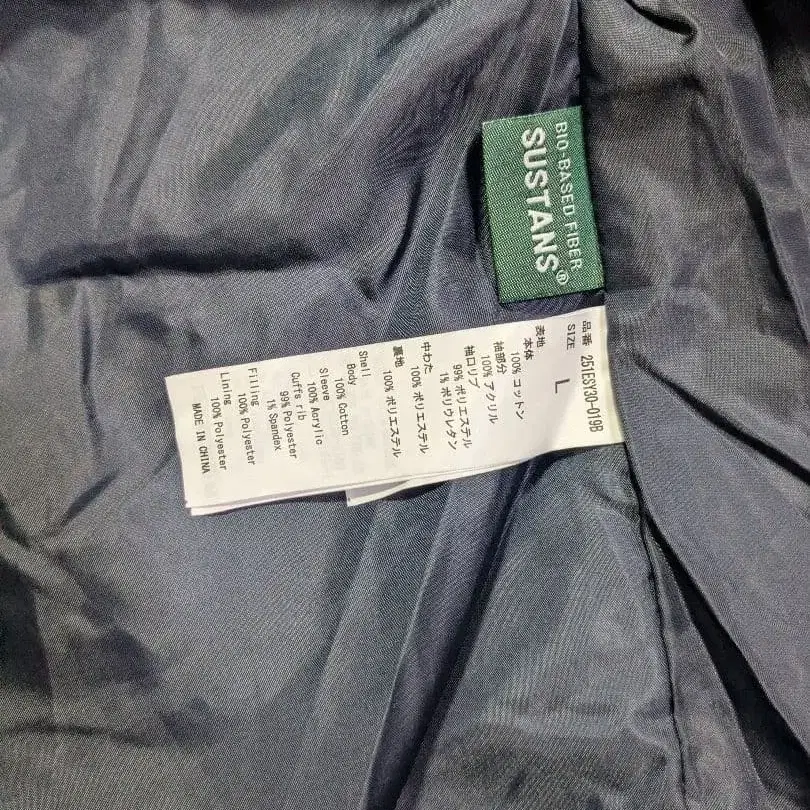 BIO-BASED FIBER
SUSTANS®
品番 251ESY30-019B
SIZE L
表地
本体
100% コットン
袖部分
100% アクリル
袖口リブ
99% ポリエステル
1% ポリウレタン
中わた
100% ポリエステル
裏地
100% ポリエステル
Shell
Body
100% Cotton
Sleeve
100% Acrylic
Cuffs rib
99% Polyester
1% Spandex
Filling
100% Polyester
Lining
100% Polyester
MADE IN CHINA